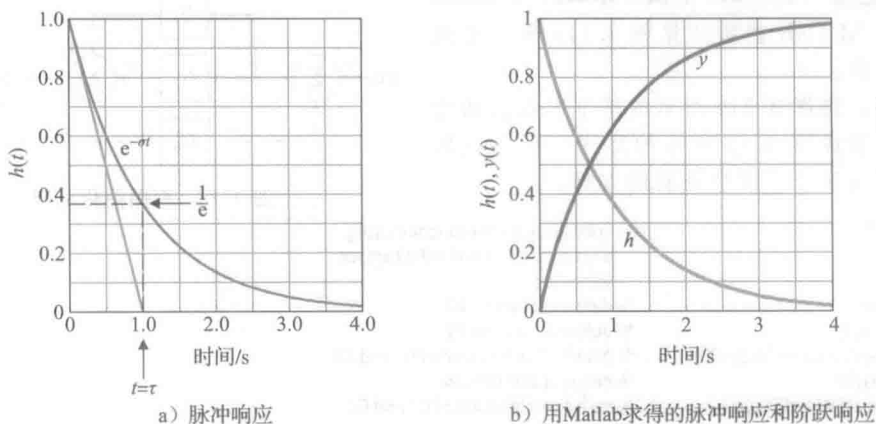 1.0
0.8
0.6
0.4
0.2
0
h(t)
e^{-σt}
1/e
0 1.0 2.0 3.0 4.0
时间/s
t=τ
a）脉冲响应
1
0.8
0.6
0.4
0.2
0
h(t), y(t)
y
h
0 1 2 3 4
时间/s
b）用Matlab求得的脉冲响应和阶跃响应